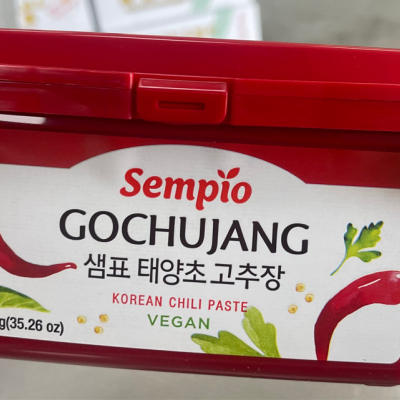 Sempio
GOCHUJANG
샘표 태양초 고추장
KOREAN CHILI PASTE
VEGAN
g(35.26 oz)